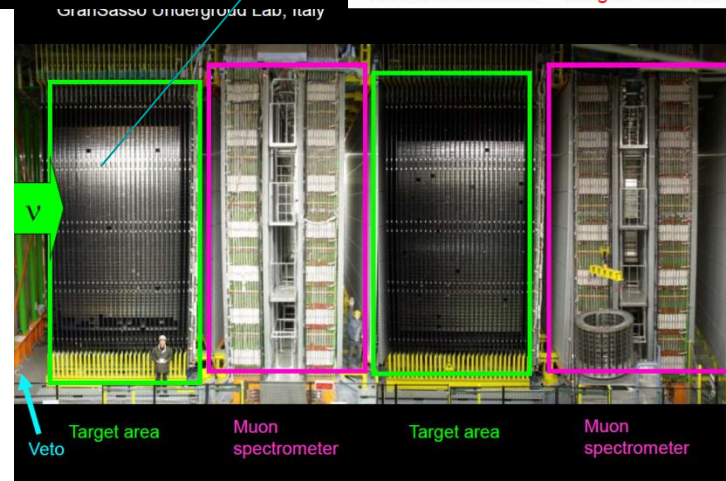 GranSasso Undergroud Lab, Italy
ν
Target area
Muon
spectrometer
Target area
Muon
spectrometer
Veto